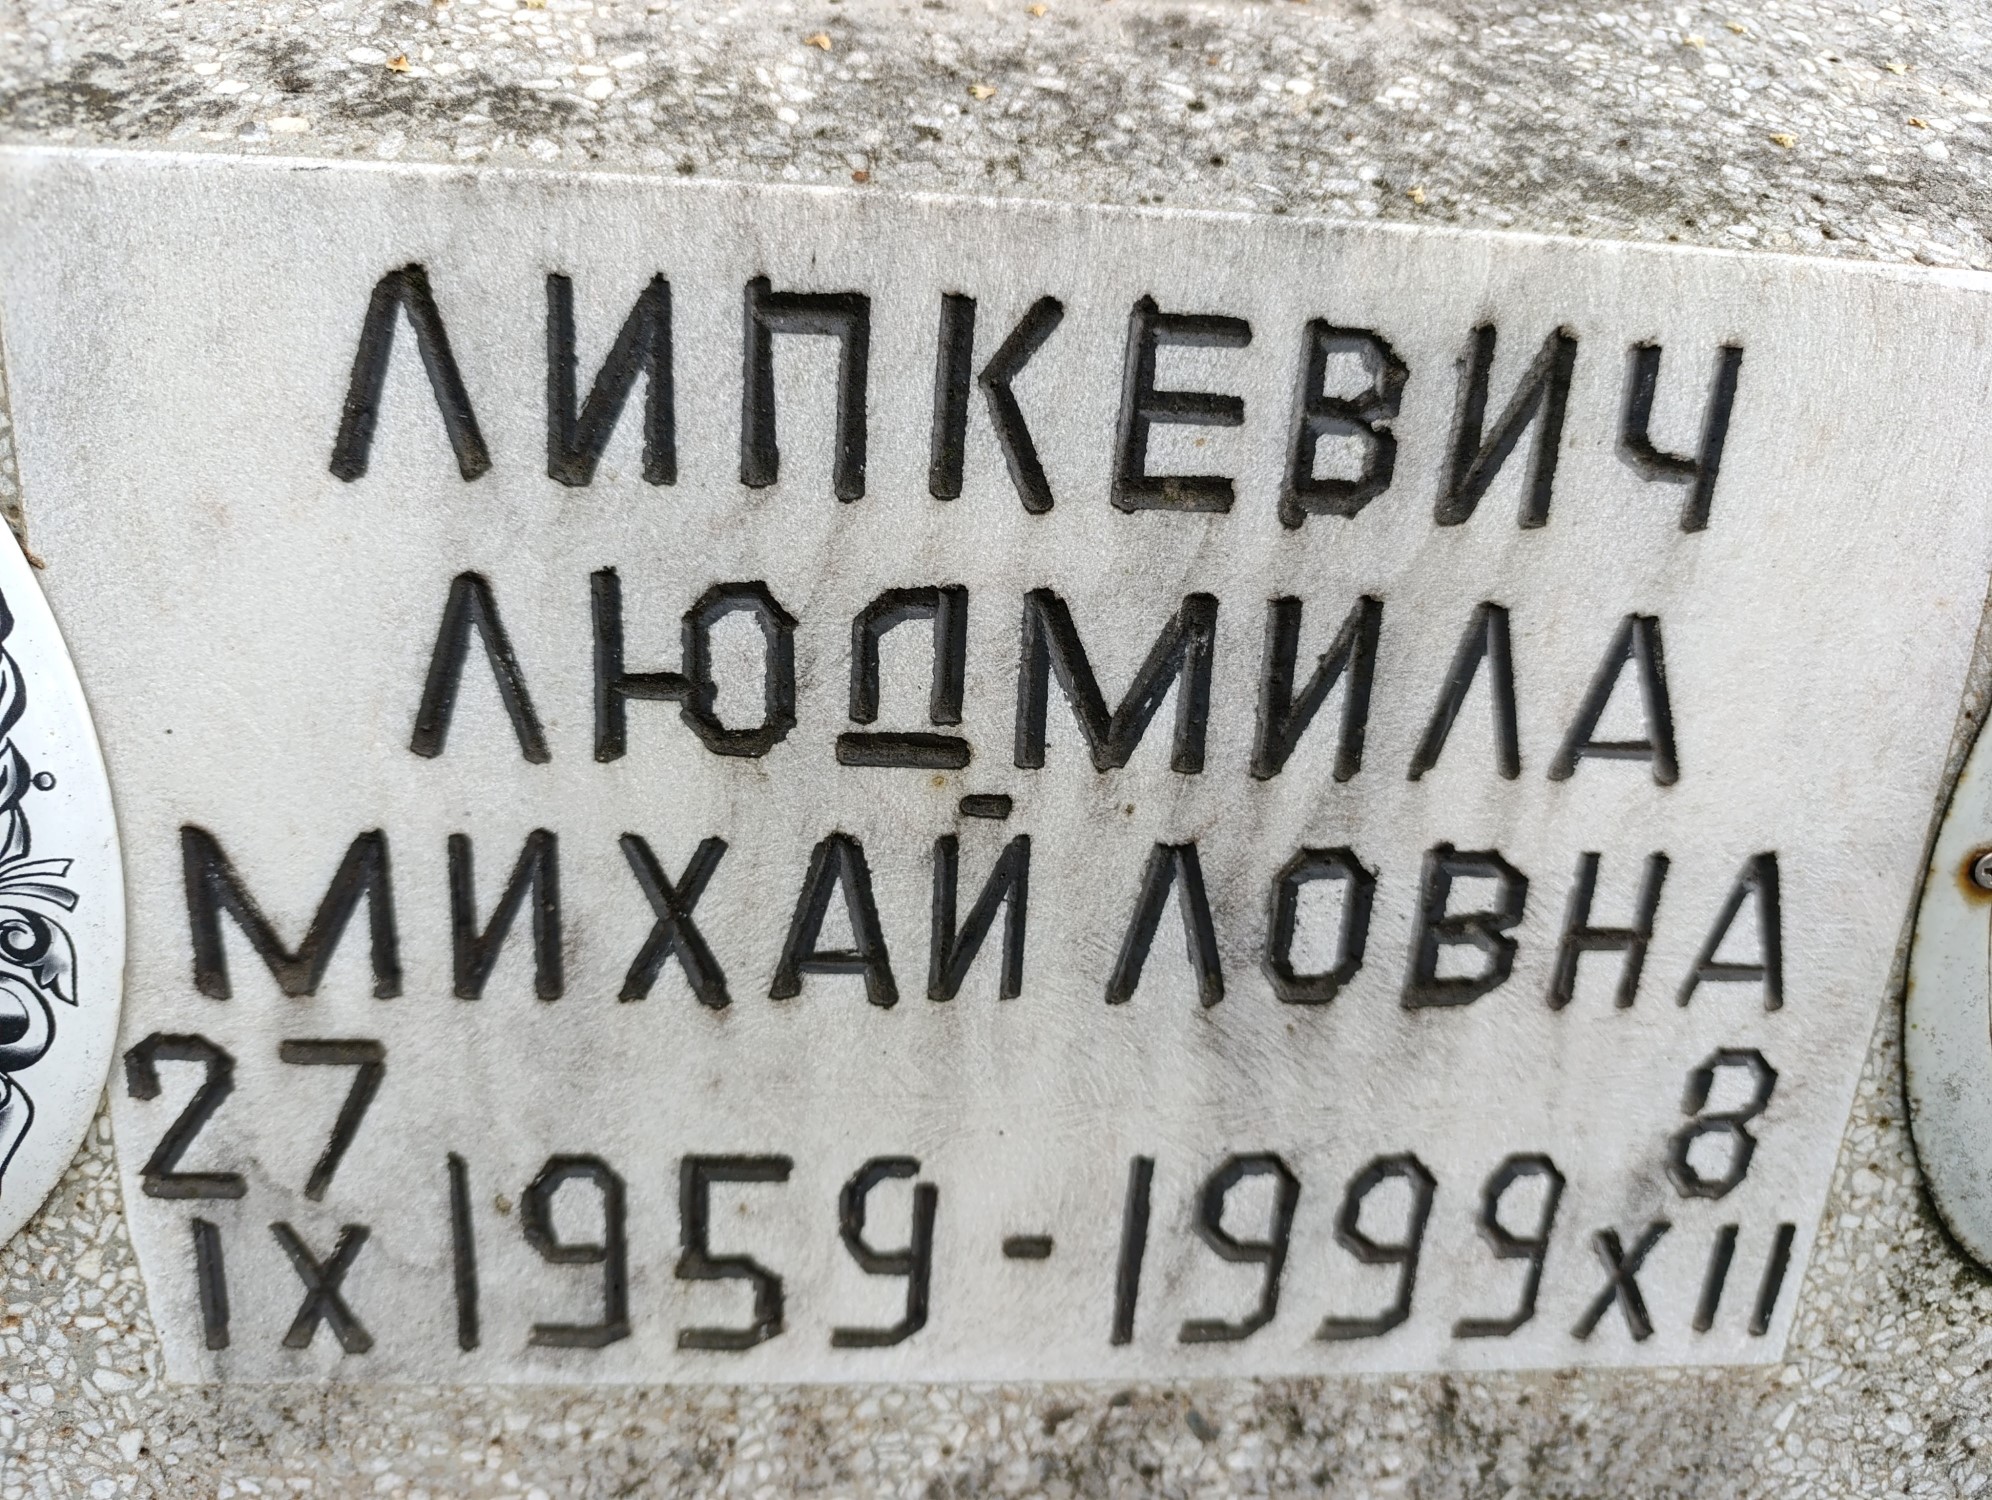 ЛИПКЕВИЧ
ЛЮДМИЛА
МИХАЙЛОВНА
27 8
IX 1959 - 1999 XII